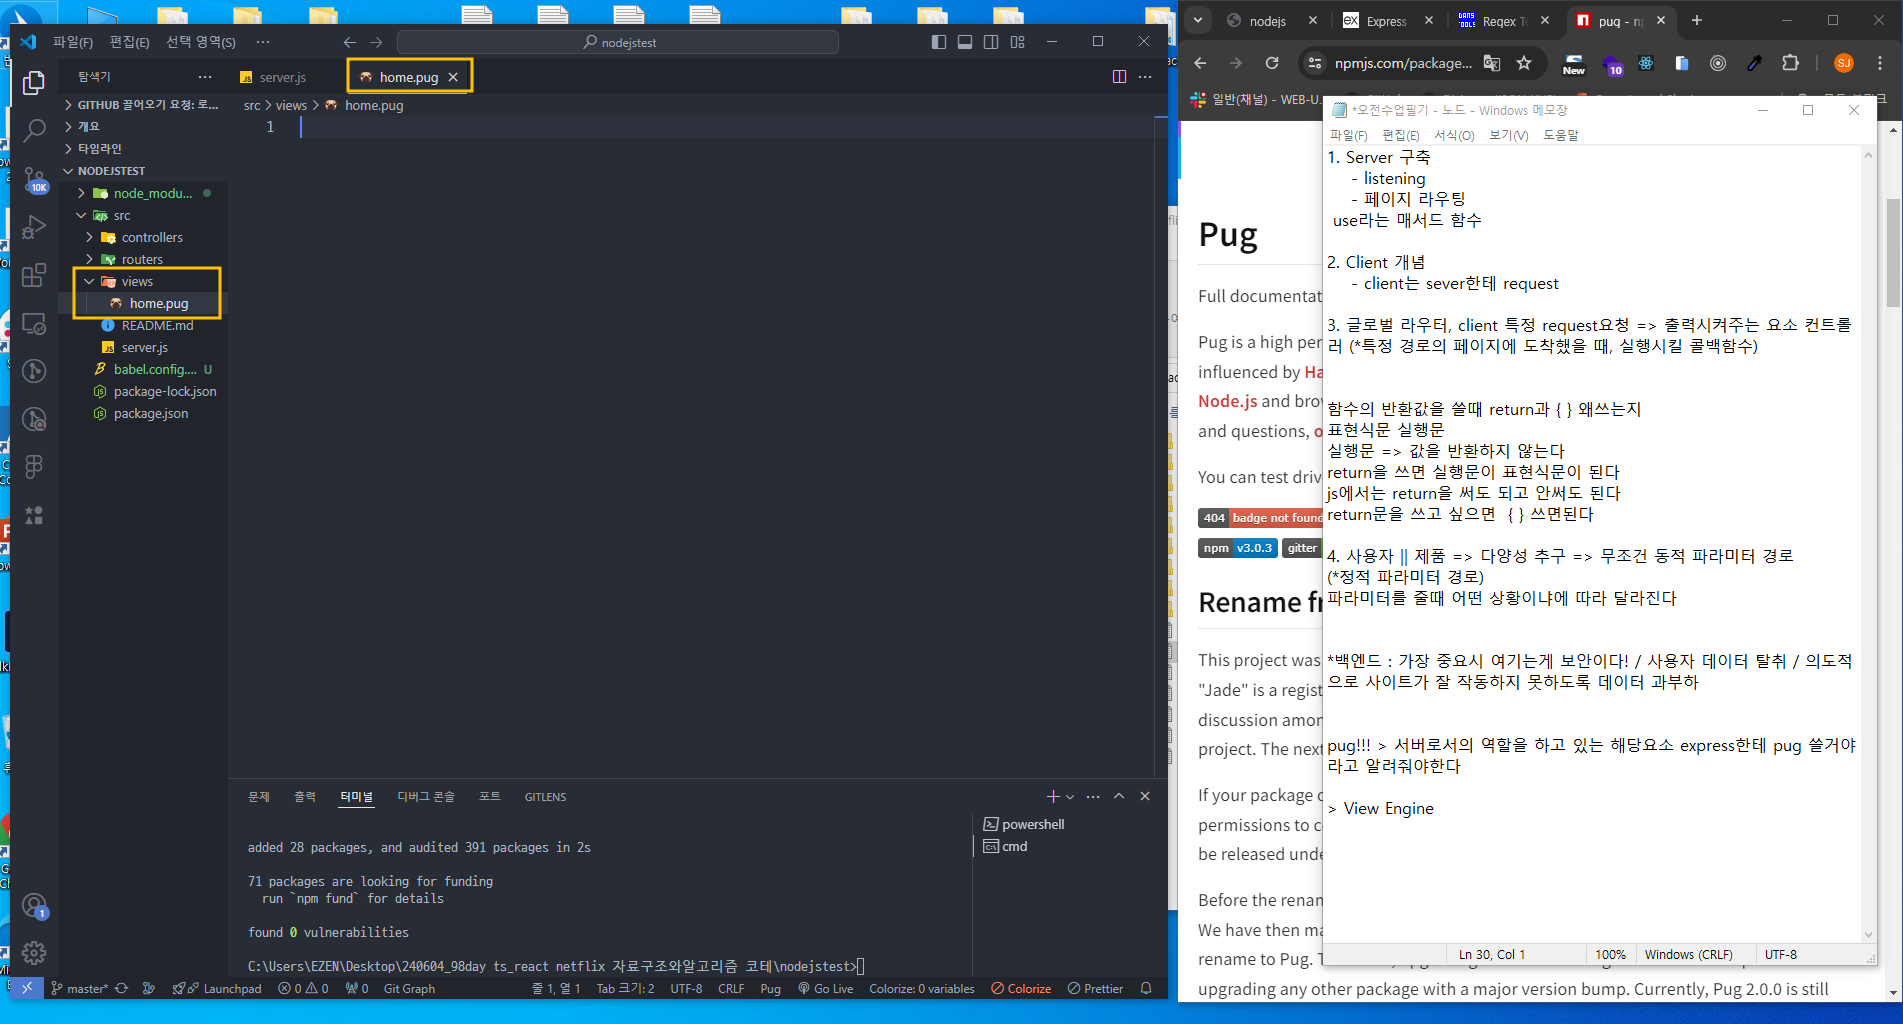 파일(F) 편집(E) 선택 영역(S) ··· nodejstest
탐색기 ···
GITHUB 끌어오기 요청: 로...
개요
타임라인
NODEJSTEST
node_modu...
src
controllers
routers
views
home.pug
README.md
server.js
babel.config.... U
package-lock.json
package.json
10K
1
server.js home.pug
src > views > home.pug
1
문제 출력 터미널 디버그 콘솔 포트 GITLENS
added 28 packages, and audited 391 packages in 2s
71 packages are looking for funding
run `npm fund` for details
found 0 vulnerabilities
C:\Users\EZEN\Desktop\240604_98day ts_react netflix 자료구조와알고리즘 코테\nodejstest>
powershell
cmd
master* Launchpad 0 0 0 Git Graph 줄 1, 열 1 Tab 크기: 2 UTF-8 CRLF Pug Go Live Colorize: 0 variables Colorize Prettier
nodejs Express Regex Te pug - np
npmjs.com/package... New 10 SJ
일반(채널) - WEB-U...
Pug
Full documentat
Pug is a high per
influenced by Ha
Node.js and brow
and questions, o
You can test driv
404 badge not found
npm v3.0.3 gitter
Rename fr
This project was
"Jade" is a regist
discussion amon
project. The next
If your package o
permissions to c
be released unde
Before the renam
We have then ma
rename to Pug. T
upgrading any other package with a major version bump. Currently, Pug 2.0.0 is still
*오전수업필기 - 노드 - Windows 메모장
파일(F) 편집(E) 서식(O) 보기(V) 도움말
1. Server 구축
- listening
- 페이지 라우팅
use라는 매서드 함수
2. Client 개념
- client는 sever한테 request
3. 글로벌 라우터, client 특정 request요청 => 출력시켜주는 요소 컨트롤
러 (*특정 경로의 페이지에 도착했을 때, 실행시킬 콜백함수)
함수의 반환값을 쓸때 return과 { } 왜쓰는지
표현식문 실행문
실행문 => 값을 반환하지 않는다
return을 쓰면 실행문이 표현식문이 된다
js에서는 return을 써도 되고 안써도 된다
return문을 쓰고 싶으면 { } 쓰면된다
4. 사용자 || 제품 => 다양성 추구 => 무조건 동적 파라미터 경로
(*정적 파라미터 경로)
파라미터를 줄때 어떤 상황이냐에 따라 달라진다
*백엔드 : 가장 중요시 여기는게 보안이다! / 사용자 데이터 탈취 / 의도적
으로 사이트가 잘 작동하지 못하도록 데이터 과부하
pug!!! > 서버로서의 역할을 하고 있는 해당요소 express한테 pug 쓸거야
라고 알려줘야한다
> View Engine
Ln 30, Col 1 100% Windows (CRLF) UTF-8